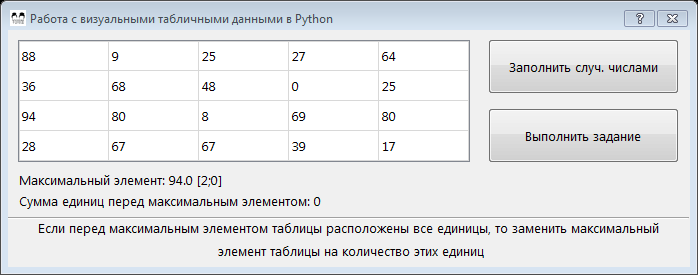 Работа с визуальными табличными данными в Python
88 9 25 27 64
36 68 48 0 25
94 80 8 69 80
28 67 67 39 17
Заполнить случ. числами
Выполнить задание
Максимальный элемент: 94.0 [2;0]
Сумма единиц перед максимальным элементом: 0
Если перед максимальным элементом таблицы расположены все единицы, то заменить максимальный
элемент таблицы на количество этих единиц